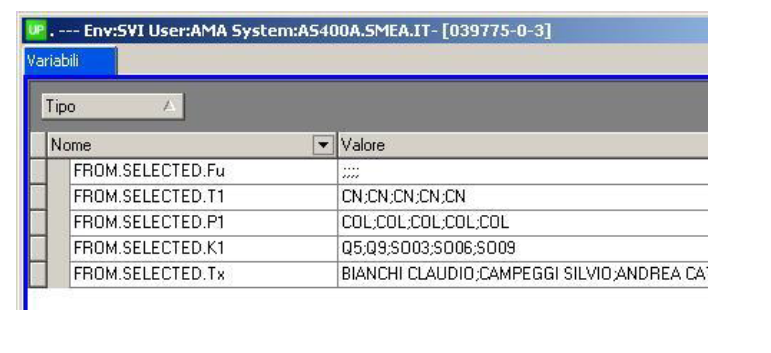 UP . --- Env:SVI User:AMA System:AS400A.SMEA.IT- [039775-0-3]
Variabili
Tipo
Nome Valore
FROM.SELECTED.Fu ;;;;
FROM.SELECTED.T1 CN;CN;CN;CN;CN
FROM.SELECTED.P1 COL;COL;COL;COL;COL
FROM.SELECTED.K1 Q5;Q9;SO03;SO06;SO09
FROM.SELECTED.Tx BIANCHI CLAUDIO;CAMPEGGI SILVIO;ANDREA CA